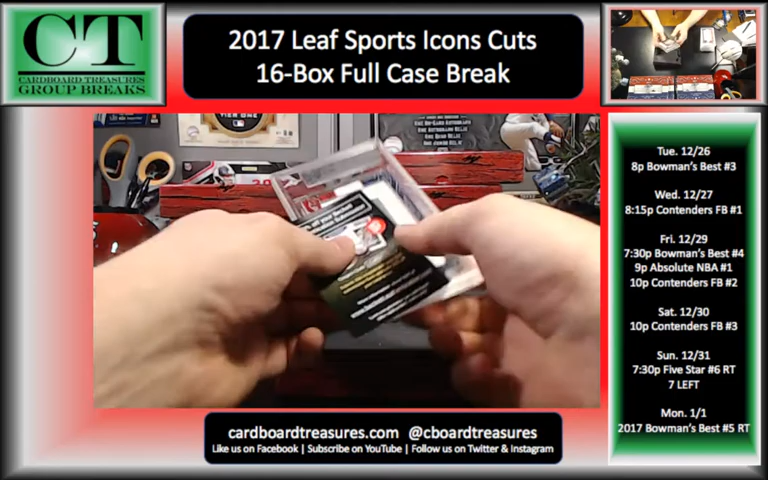 CT
CARDBOARD TREASURES
GROUP BREAKS
2017 Leaf Sports Icons Cuts
16-Box Full Case Break
Tue. 12/26
8p Bowman's Best #3
Wed. 12/27
8:15p Contenders FB #1
Fri. 12/29
7:30p Bowman's Best #4
9p Absolute NBA #1
10p Contenders FB #2
Sat. 12/30
10p Contenders FB #3
Sun. 12/31
7:30p Five Star #6 RT
7 LEFT
Mon. 1/1
2017 Bowman's Best #5 RT
cardboardtreasures.com @cboardtreasures
Like us on Facebook | Subscribe on YouTube | Follow us on Twitter & Instagram